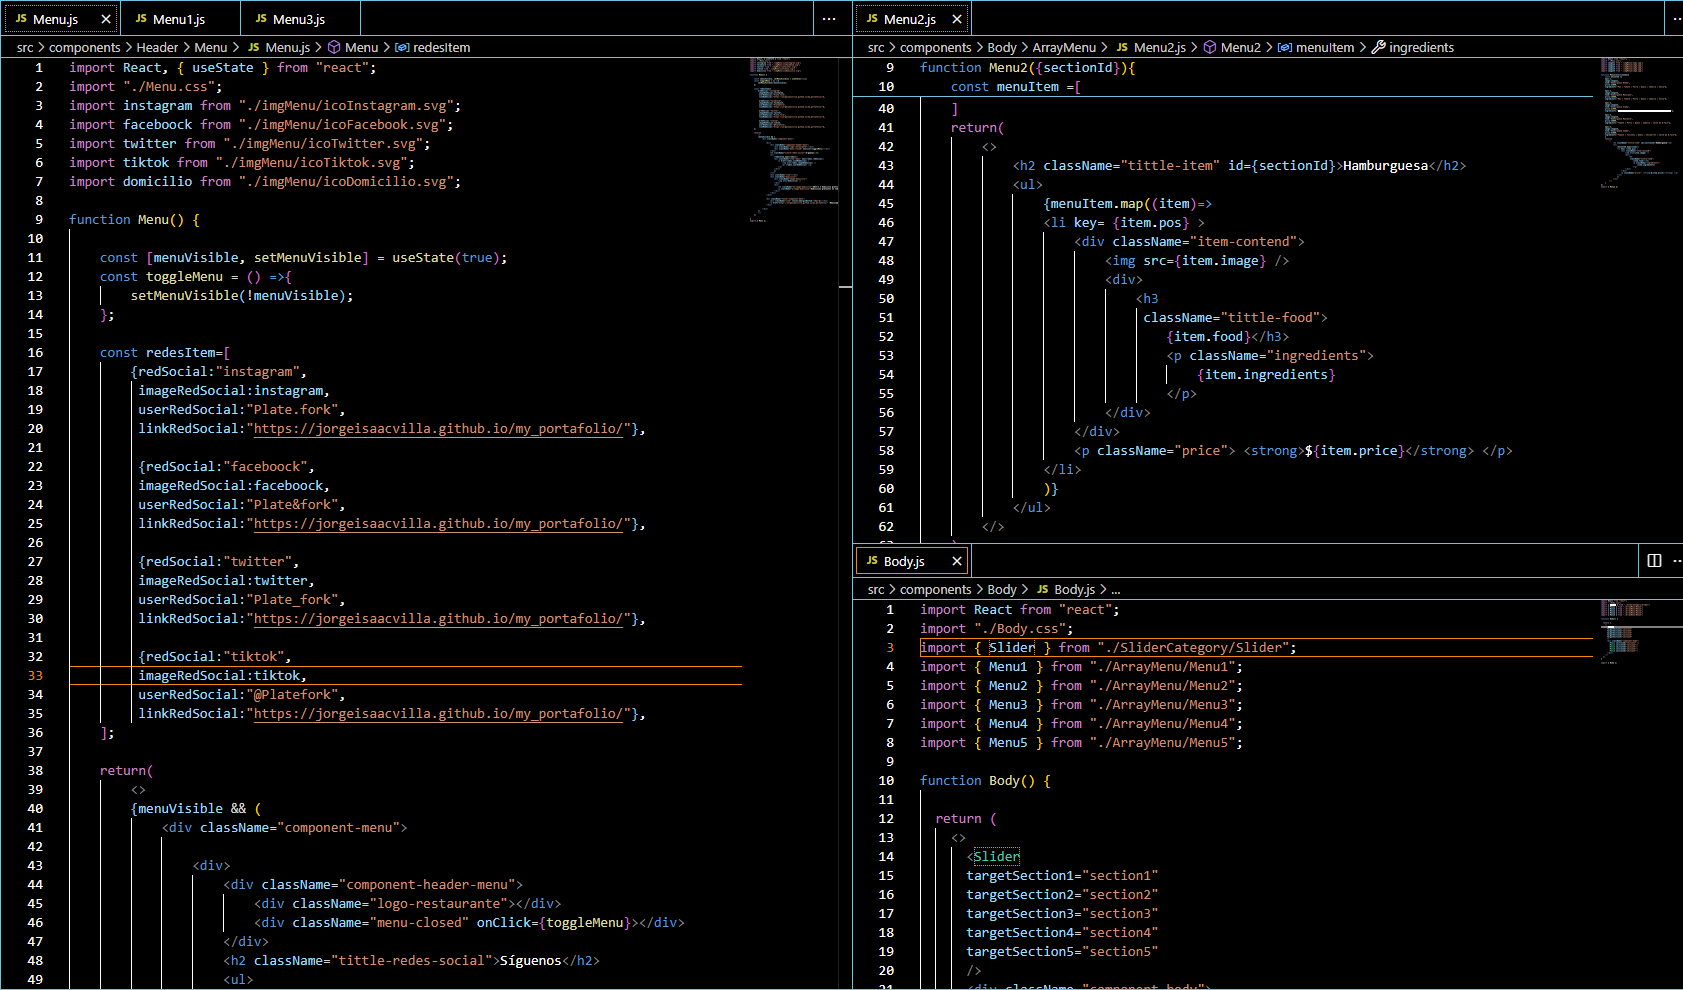 JS Menu.js
JS Menu1.js
JS Menu3.js
src > components > Header > Menu > JS Menu.js > Menu > redesItem
1 import React, { useState } from "react";
2 import "./Menu.css";
3 import instagram from "./imgMenu/icoInstagram.svg";
4 import faceboock from "./imgMenu/icoFacebook.svg";
5 import twitter from "./imgMenu/icoTwitter.svg";
6 import tiktok from "./imgMenu/icoTiktok.svg";
7 import domicilio from "./imgMenu/icoDomicilio.svg";
8
9 function Menu() {
10
11 const [menuVisible, setMenuVisible] = useState(true);
12 const toggleMenu = () =>{
13 setMenuVisible(!menuVisible);
14 };
15
16 const redesItem=[
17 {redSocial:"instagram",
18 imageRedSocial:instagram,
19 userRedSocial:"Plate.fork",
20 linkRedSocial:"https://jorgeisaacvilla.github.io/my_portafolio/"},
21
22 {redSocial:"faceboock",
23 imageRedSocial:faceboock,
24 userRedSocial:"Plate&fork",
25 linkRedSocial:"https://jorgeisaacvilla.github.io/my_portafolio/"},
26
27 {redSocial:"twitter",
28 imageRedSocial:twitter,
29 userRedSocial:"Plate_fork",
30 linkRedSocial:"https://jorgeisaacvilla.github.io/my_portafolio/"},
31
32 {redSocial:"tiktok",
33 imageRedSocial:tiktok,
34 userRedSocial:"@Platefork",
35 linkRedSocial:"https://jorgeisaacvilla.github.io/my_portafolio/"},
36 ];
37
38 return(
39 <>
40 {menuVisible && (
41 <div className="component-menu">
42
43 <div>
44 <div className="component-header-menu">
45 <div className="logo-restaurante"></div>
46 <div className="menu-closed" onClick={toggleMenu}></div>
47 </div>
48 <h2 className="tittle-redes-social">Síguenos</h2>
49 <ul>
JS Menu2.js
src > components > Body > ArrayMenu > JS Menu2.js > Menu2 > menuItem > ingredients
9 function Menu2({sectionId}){
10 const menuItem =[
40 ]
41 return(
42 <>
43 <h2 className="tittle-item" id={sectionId}>Hamburguesa</h2>
44 <ul>
45 {menuItem.map((item)=>
46 <li key= {item.pos} >
47 <div className="item-contend">
48 <img src={item.image} />
49 <div>
50 <h3
51 className="tittle-food">
52 {item.food}</h3>
53 <p className="ingredients">
54 {item.ingredients}
55 </p>
56 </div>
57 </div>
58 <p className="price"> <strong>${item.price}</strong> </p>
59 </li>
60 )}
61 </ul>
62 </>
JS Body.js
src > components > Body > JS Body.js > ...
1 import React from "react";
2 import "./Body.css";
3 import { Slider } from "./SliderCategory/Slider";
4 import { Menu1 } from "./ArrayMenu/Menu1";
5 import { Menu2 } from "./ArrayMenu/Menu2";
6 import { Menu3 } from "./ArrayMenu/Menu3";
7 import { Menu4 } from "./ArrayMenu/Menu4";
8 import { Menu5 } from "./ArrayMenu/Menu5";
9
10 function Body() {
11
12 return (
13 <>
14 <Slider
15 targetSection1="section1"
16 targetSection2="section2"
17 targetSection3="section3"
18 targetSection4="section4"
19 targetSection5="section5"
20 />
21 <div className="component-body">